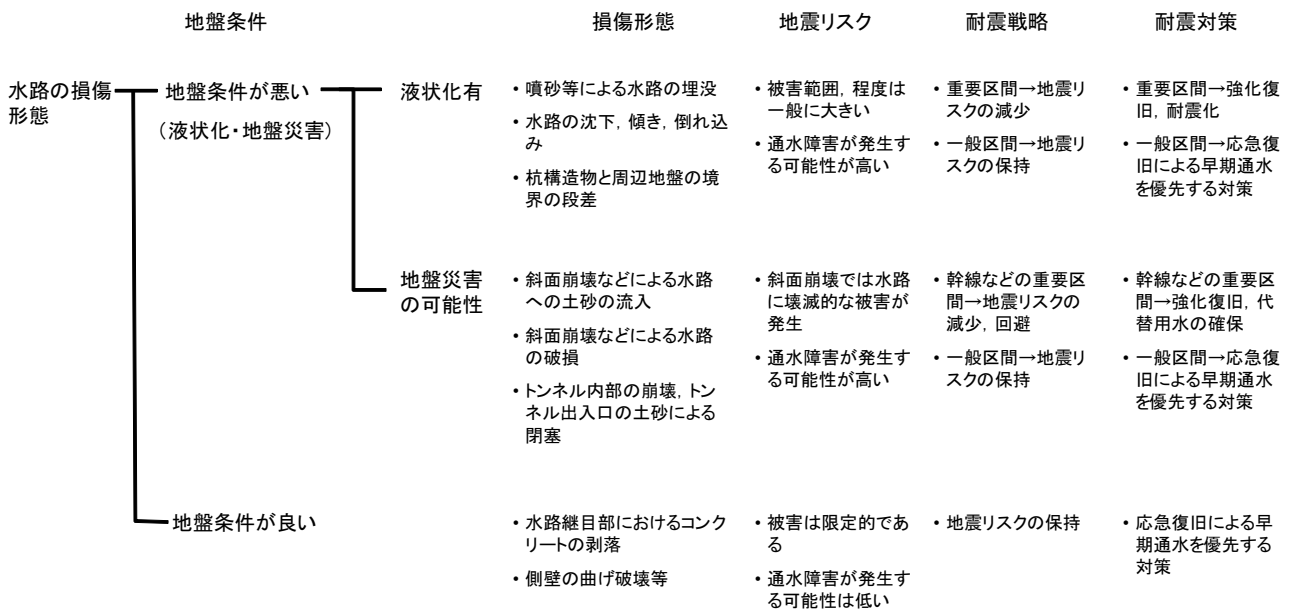 地盤条件
損傷形態
地震リスク
耐震戦略
耐震対策
水路の損傷
形態
地盤条件が悪い
(液状化・地盤災害)
液状化有
・噴砂等による水路の埋没
・水路の沈下，傾き，倒れ込
み
・杭構造物と周辺地盤の境
界の段差
・被害範囲，程度は
一般に大きい
・通水障害が発生す
る可能性が高い
・重要区間→地震リ
スクの減少
・一般区間→地震リ
スクの保持
・重要区間→強化復
旧，耐震化
・一般区間→応急復
旧による早期通水
を優先する対策
地盤災害
の可能性
・斜面崩壊などによる水路
への土砂の流入
・斜面崩壊などによる水路
の破損
・トンネル内部の崩壊，トン
ネル出入口の土砂による
閉塞
・斜面崩壊では水路
に壊滅的な被害が
発生
・通水障害が発生す
る可能性が高い
・幹線などの重要区
間→地震リスクの
減少，回避
・一般区間→地震リ
スクの保持
・幹線などの重要区
間→強化復旧，代
替用水の確保
・一般区間→応急復
旧による早期通水
を優先する対策
地盤条件が良い
・水路継目部におけるコンク
リートの剥落
・側壁の曲げ破壊等
・被害は限定的であ
る
・通水障害が発生す
る可能性は低い
・地震リスクの保持
・応急復旧による早
期通水を優先する
対策